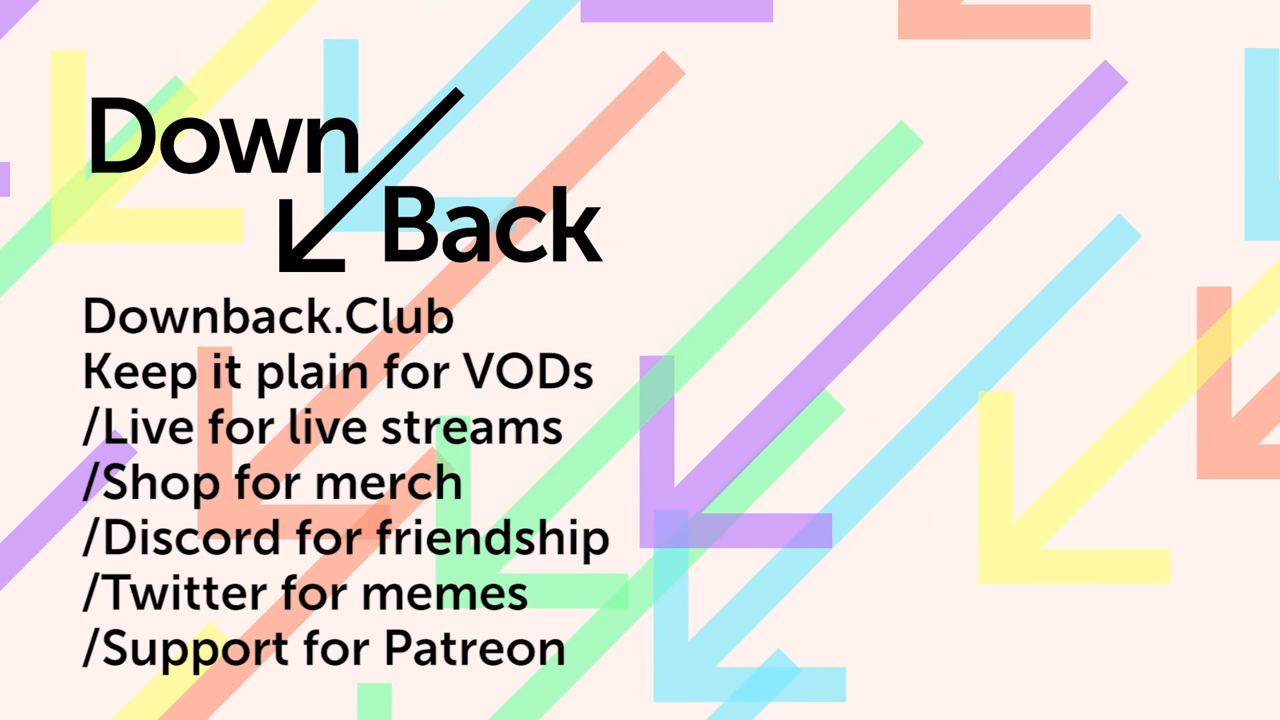 Down
Back
Downback.Club
Keep it plain for VODs
/Live for live streams
/Shop for merch
/Discord for friendship
/Twitter for memes
/Support for Patreon